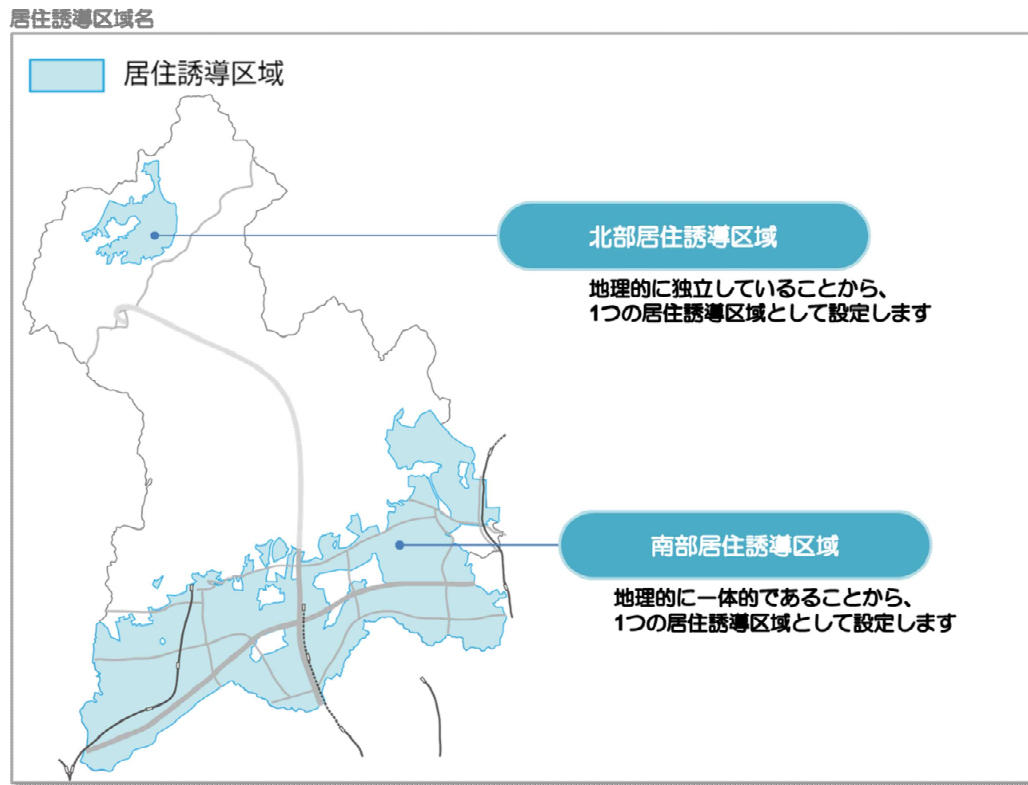 居住誘導区域名
居住誘導区域
北部居住誘導区域
地理的に独立していることから、
1つの居住誘導区域として設定します
南部居住誘導区域
地理的に一体的であることから、
1つの居住誘導区域として設定します